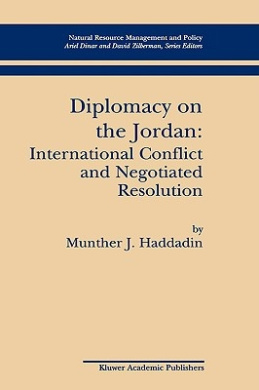 Natural Resource Management and Policy
Ariel Dinar and David Zilberman, Series Editors
Diplomacy on
the Jordan:
International Conflict
and Negotiated
Resolution
by
Munther J. Haddadin
Kluwer Academic Publishers